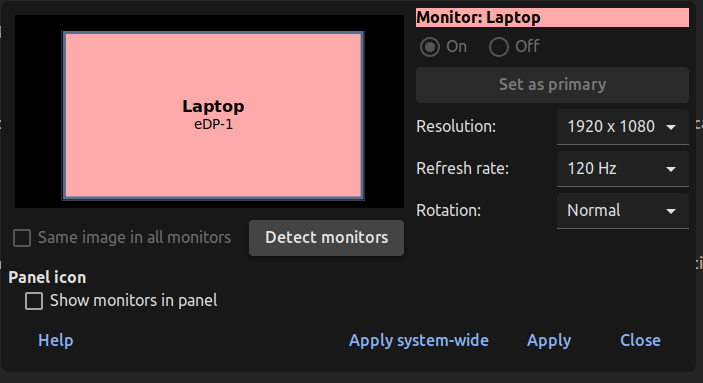 Monitor: Laptop
Laptop
eDP-1
On
Off
Set as primary
Resolution:
1920 x 1080
Refresh rate:
120 Hz
Rotation:
Normal
Same image in all monitors
Detect monitors
Panel icon
Show monitors in panel
Help
Apply system-wide
Apply
Close